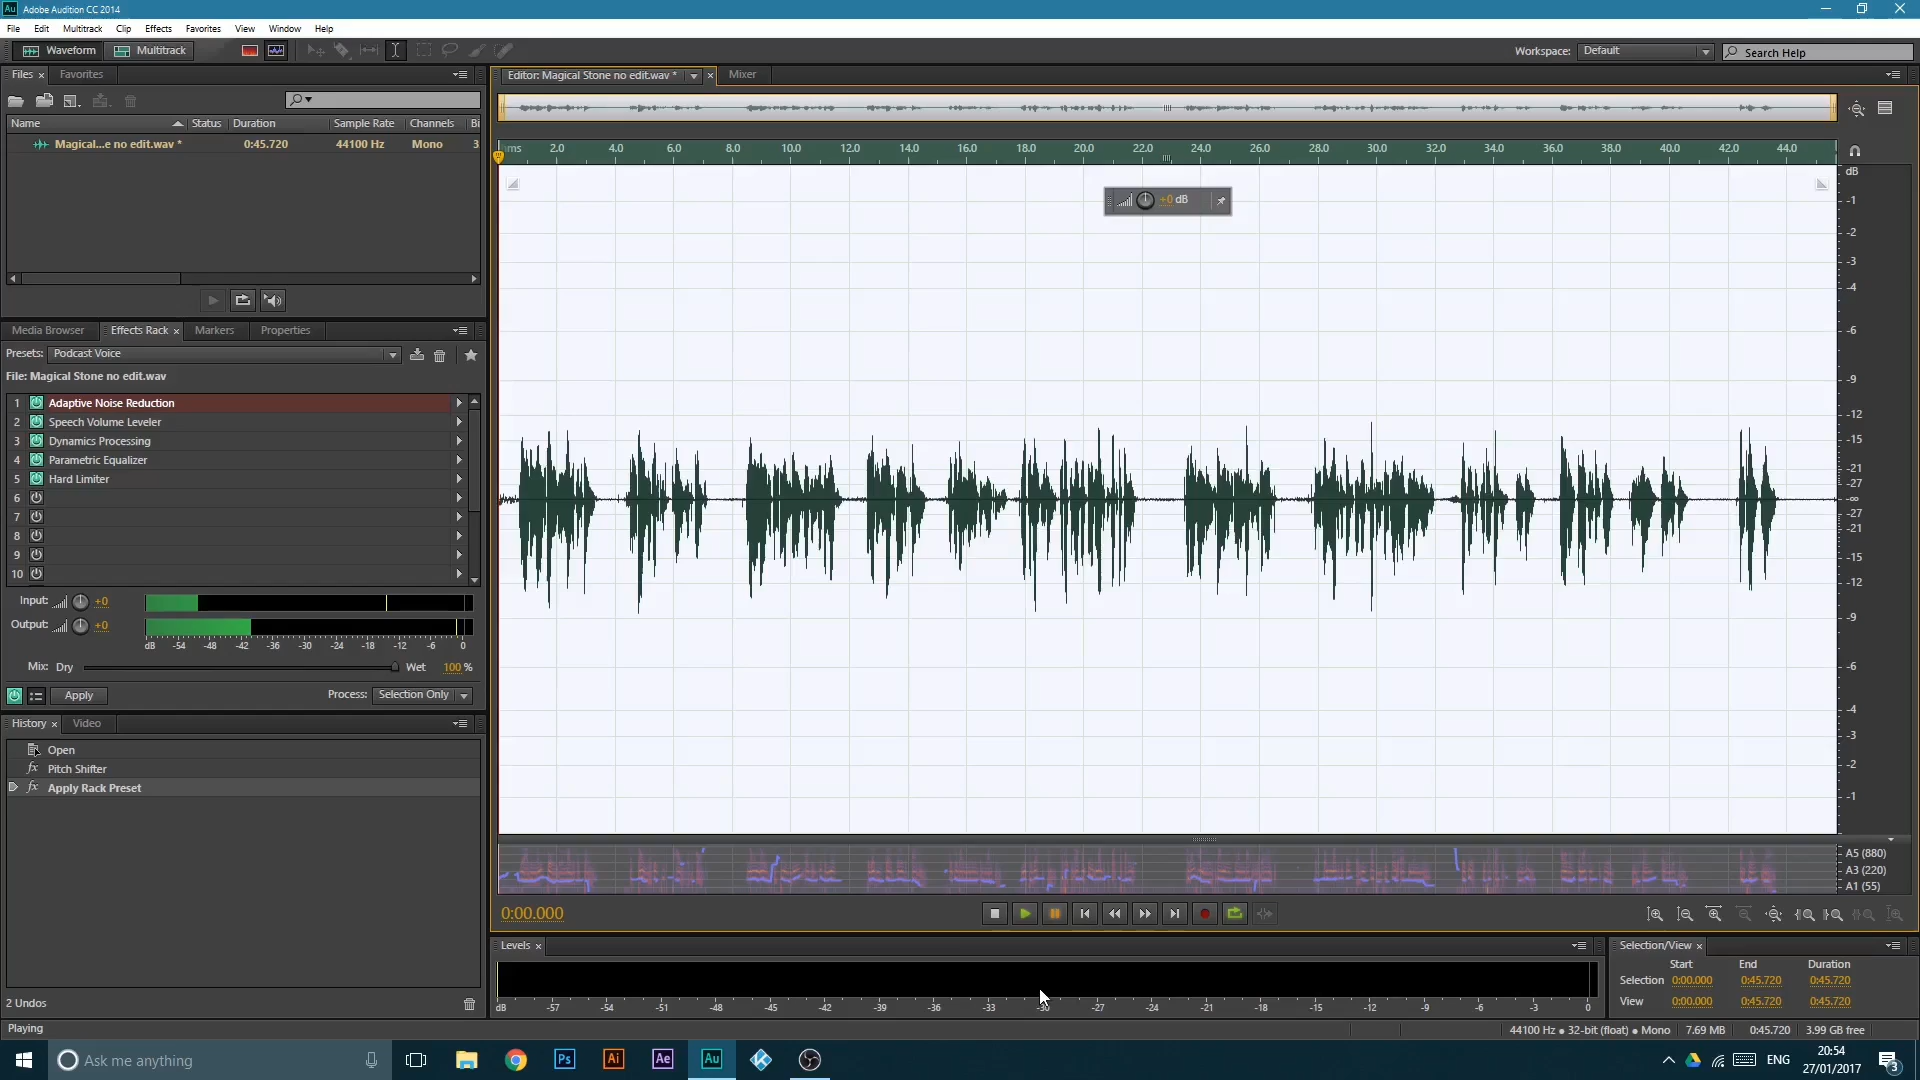 Au Adobe Audition CC 2014
File Edit Multitrack Clip Effects Favorites View Window Help
Waveform Multitrack Workspace: Default Search Help
Files Favorites
Name Status Duration Sample Rate Channels Bi
Magical...e no edit.wav * 0:45.720 44100 Hz Mono 3
Media Browser Effects Rack Markers Properties
Presets: Podcast Voice
File: Magical Stone no edit.wav
1 Adaptive Noise Reduction
2 Speech Volume Leveler
3 Dynamics Processing
4 Parametric Equalizer
5 Hard Limiter
6
7
8
9
10
Input: +0
Output: +0
dB -54 -48 -42 -36 -30 -24 -18 -12 -6 0
Mix: Dry Wet 100 %
Apply Process: Selection Only
History Video
Open
fx Pitch Shifter
fx Apply Rack Preset
2 Undos
Playing
Editor: Magical Stone no edit.wav * Mixer
hms 2.0 4.0 6.0 8.0 10.0 12.0 14.0 16.0 18.0 20.0 22.0 24.0 26.0 28.0 30.0 32.0 34.0 36.0 38.0 40.0 42.0 44.0
+0 dB
dB
-1
-2
-3
-4
-6
-9
-12
-15
-21
-27
-∞
-27
-21
-15
-12
-9
-6
-4
-3
-2
-1
A5 (880)
A3 (220)
A1 (55)
0:00.000
Levels
dB -57 -54 -51 -48 -45 -42 -39 -36 -33 -30 -27 -24 -21 -18 -15 -12 -9 -6 -3 0
Selection/View
Start End Duration
Selection 0:00.000 0:45.720 0:45.720
View 0:00.000 0:45.720 0:45.720
44100 Hz ● 32-bit (float) ● Mono 7.69 MB 0:45.720 3.99 GB free
Ask me anything Ps Ai Ae Au ENG 20:54
27/01/2017 3